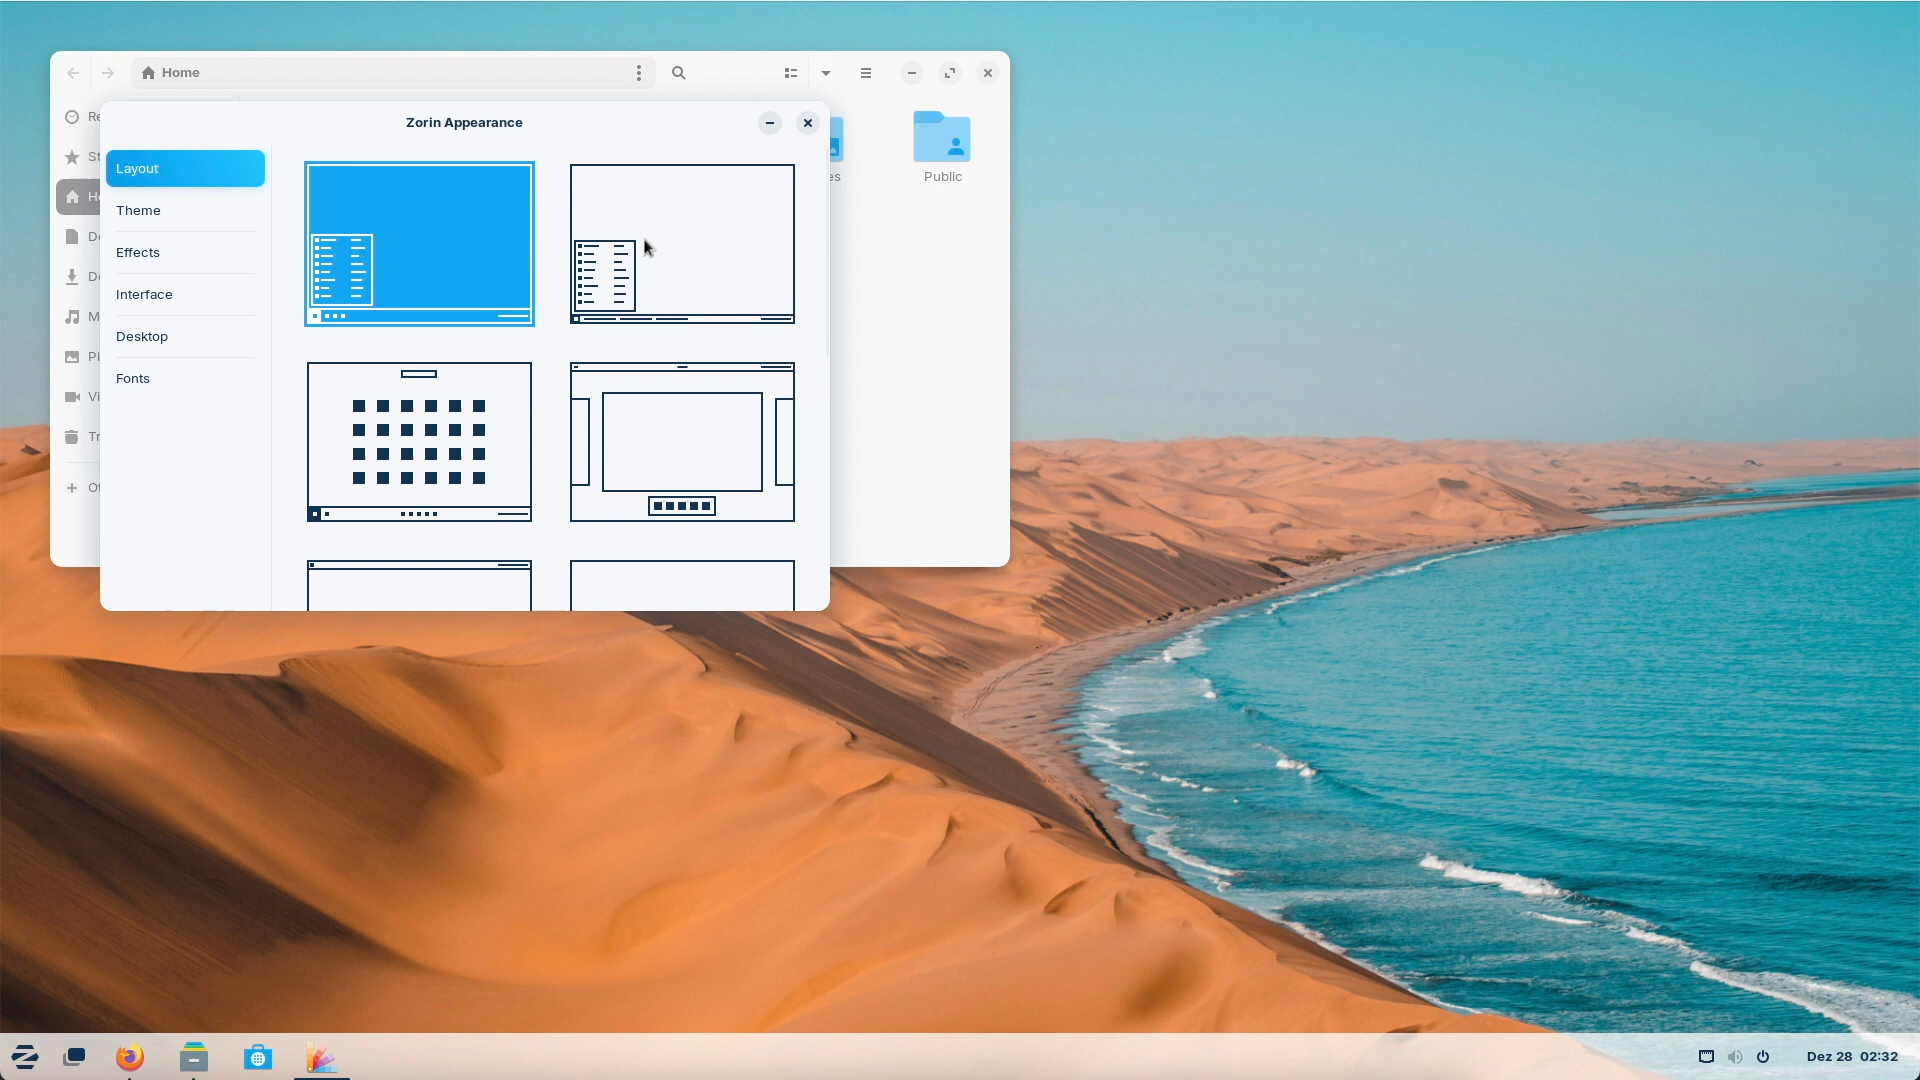 Home
Zorin Appearance
Layout
Theme
Effects
Interface
Desktop
Fonts
Public
Dez 28 02:32